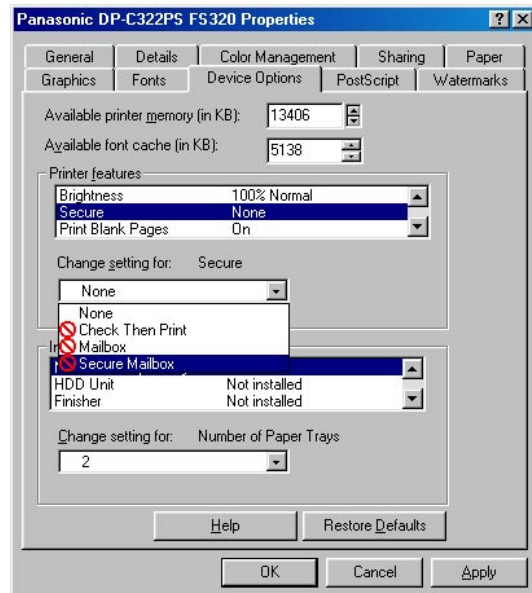 Panasonic DP-C322PS FS320 Properties
General Details Color Management Sharing Paper
Graphics Fonts Device Options PostScript Watermarks
Available printer memory (in KB): 13406
Available font cache (in KB): 5138
Printer features
Brightness 100% Normal
Secure None
Print Blank Pages On
Change setting for: Secure
None
None
Check Then Print
Mailbox
Secure Mailbox
HDD Unit Not installed
Finisher Not installed
Change setting for: Number of Paper Trays
2
Help Restore Defaults
OK Cancel Apply